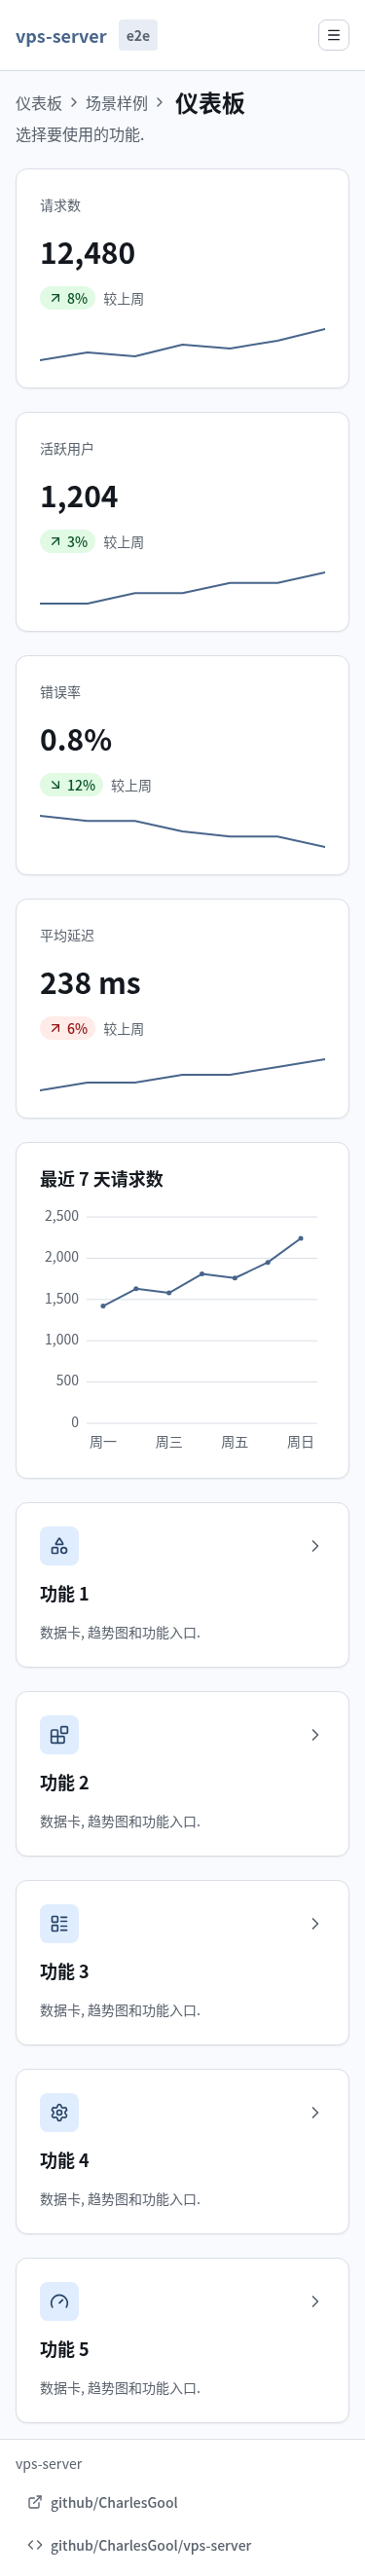 vps-server e2e
仪表板 场景样例 仪表板
选择要使用的功能.
请求数
12,480
8% 较上周
活跃用户
1,204
3% 较上周
错误率
0.8%
12% 较上周
平均延迟
238 ms
6% 较上周
最近 7 天请求数
2,500
2,000
1,500
1,000
500
0
周一 周三 周五 周日
功能 1
数据卡, 趋势图和功能入口.
功能 2
数据卡, 趋势图和功能入口.
功能 3
数据卡, 趋势图和功能入口.
功能 4
数据卡, 趋势图和功能入口.
功能 5
数据卡, 趋势图和功能入口.
vps-server
github/CharlesGool
github/CharlesGool/vps-server